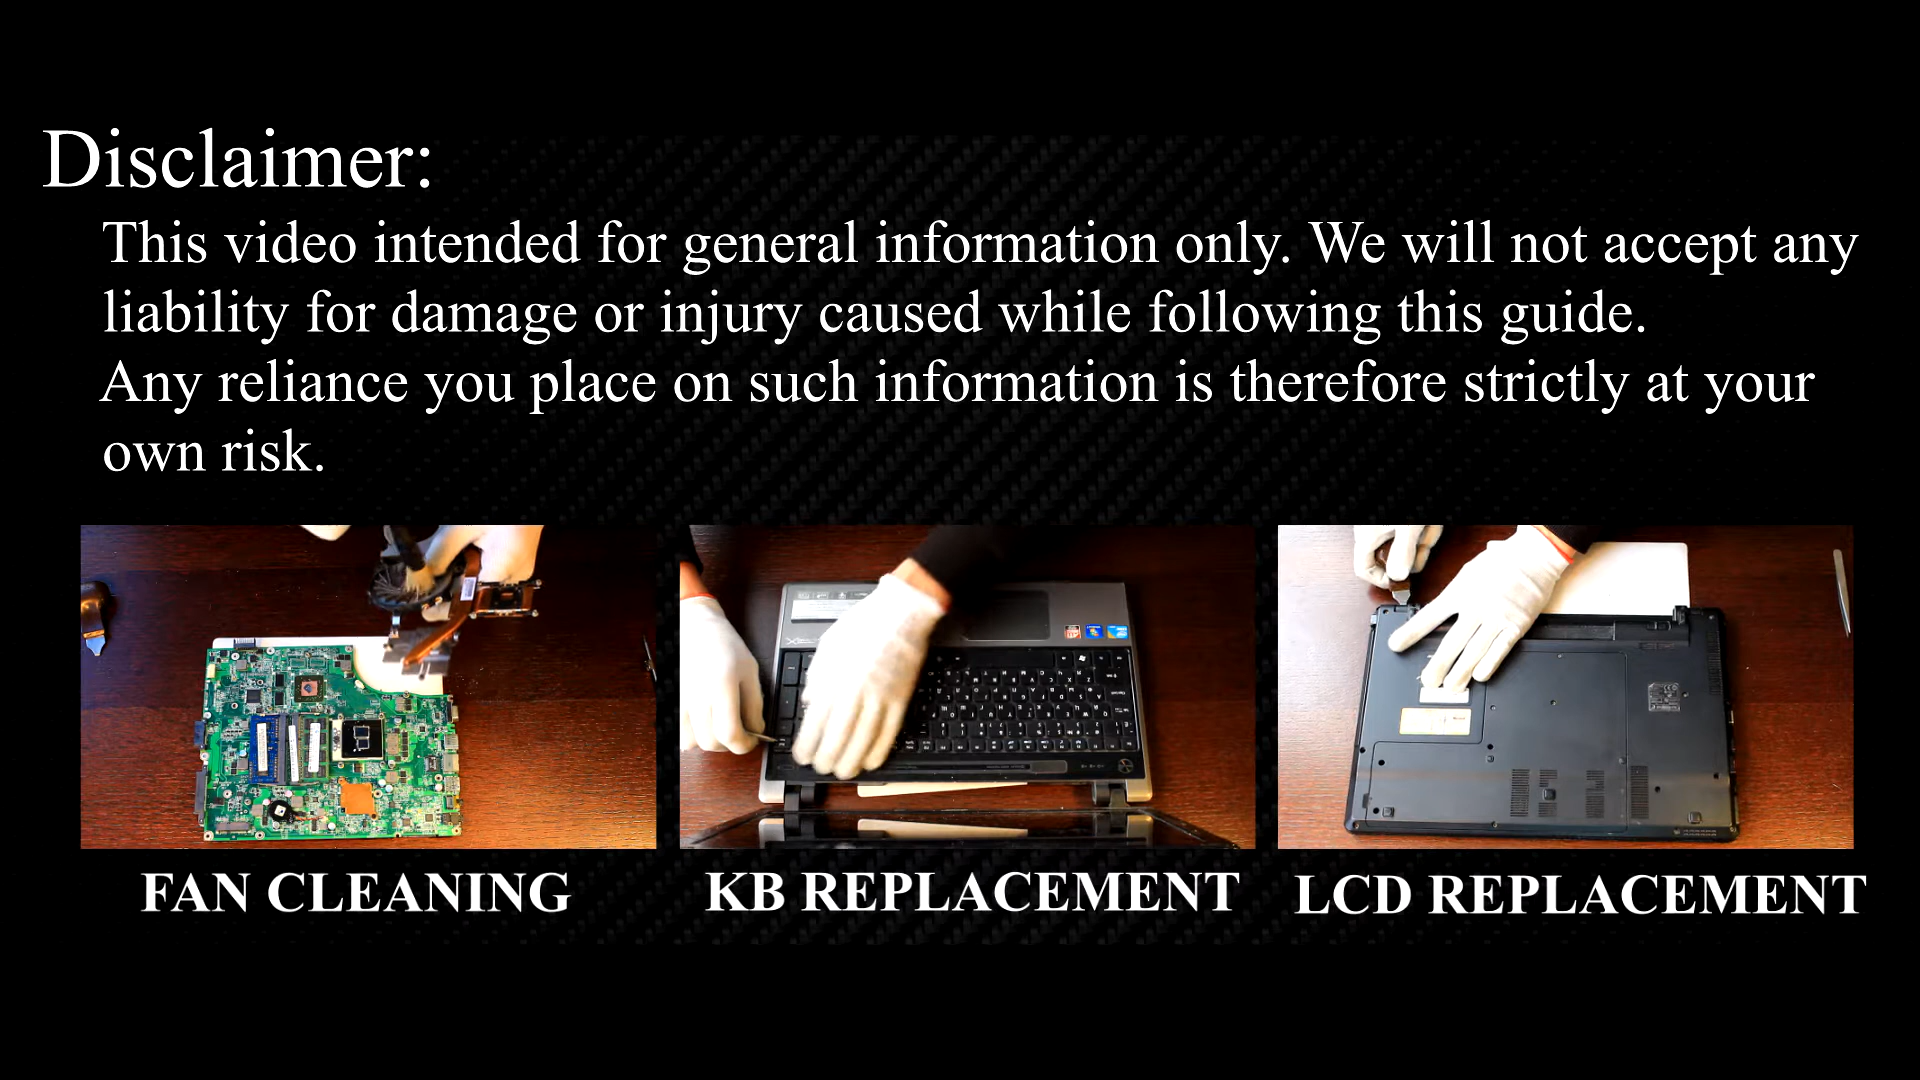 Disclaimer:
This video intended for general information only. We will not accept any
liability for damage or injury caused while following this guide.
Any reliance you place on such information is therefore strictly at your
own risk.
FAN CLEANING
KB REPLACEMENT
LCD REPLACEMENT